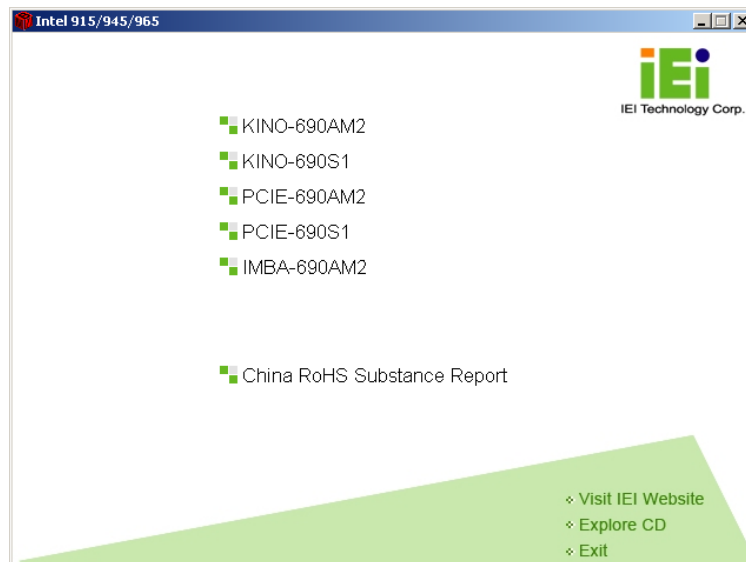 Intel 915/945/965
iEi
IEI Technology Corp.
KINO-690AM2
KINO-690S1
PCIE-690AM2
PCIE-690S1
IMBA-690AM2
China RoHS Substance Report
Visit IEI Website
Explore CD
Exit